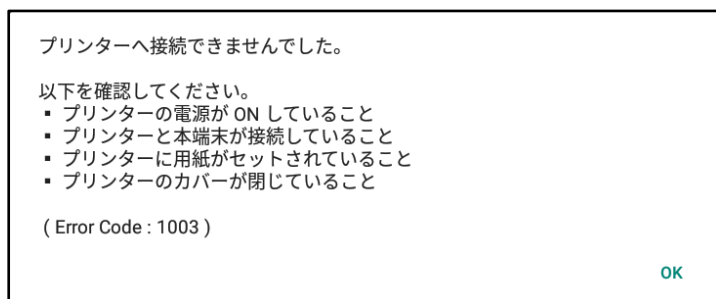 プリンターへ接続できませんでした。
以下を確認してください。
▪ プリンターの電源が ON していること
▪ プリンターと本端末が接続していること
▪ プリンターに用紙がセットされていること
▪ プリンターのカバーが閉じていること
( Error Code : 1003 )
OK